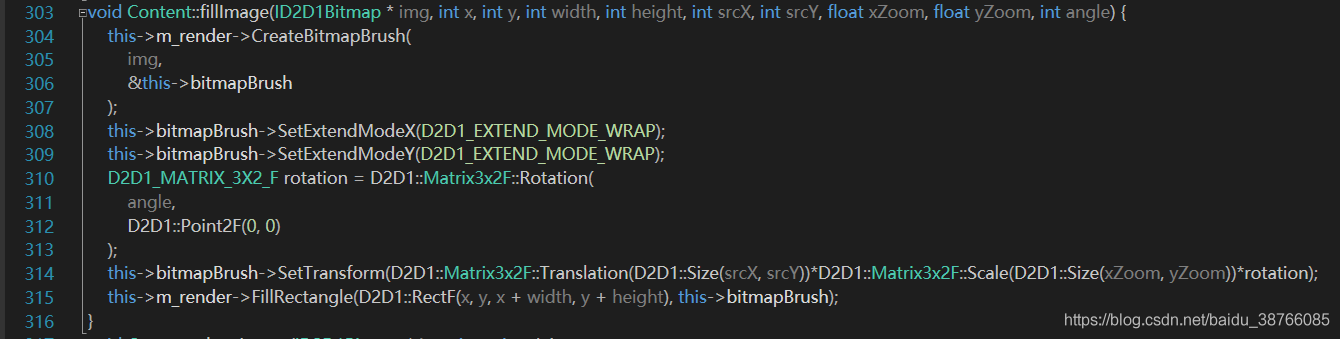 303 void Content::fillImage(ID2D1Bitmap * img, int x, int y, int width, int height, int srcX, int srcY, float xZoom, float yZoom, int angle) {
304 this->m_render->CreateBitmapBrush(
305 img,
306 &this->bitmapBrush
307 );
308 this->bitmapBrush->SetExtendModeX(D2D1_EXTEND_MODE_WRAP);
309 this->bitmapBrush->SetExtendModeY(D2D1_EXTEND_MODE_WRAP);
310 D2D1_MATRIX_3X2_F rotation = D2D1::Matrix3x2F::Rotation(
311 angle,
312 D2D1::Point2F(0, 0)
313 );
314 this->bitmapBrush->SetTransform(D2D1::Matrix3x2F::Translation(D2D1::Size(srcX, srcY))*D2D1::Matrix3x2F::Scale(D2D1::Size(xZoom, yZoom))*rotation);
315 this->m_render->FillRectangle(D2D1::RectF(x, y, x + width, y + height), this->bitmapBrush);
316 }
https://blog.csdn.net/baidu_38766085